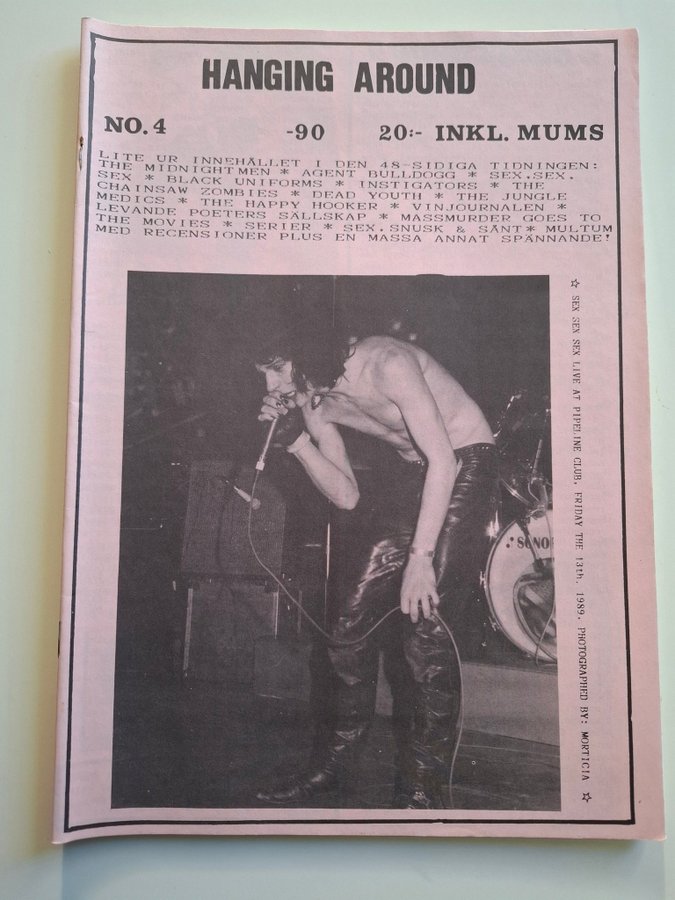 HANGING AROUND
NO. 4 -90 20:- INKL. MUMS
LITE UR INNEHÅLLET I DEN 48-SIDIGA TIDNINGEN:
THE MIDNIGHTMEN * AGENT BULLDOGG * SEX.SEX.
SEX * BLACK UNIFORMS * INSTIGATORS * THE
CHAINSAW ZOMBIES * DEAD YOUTH * THE JUNGLE
MEDICS * THE HAPPY HOOKER * VINJOURNALEN *
LEVANDE POETERS SÄLLSKAP * MASSMURDER GOES TO
THE MOVIES * SERIER * SEX.SNUSK & SÅNT* MULTUM
MED RECENSIONER PLUS EN MASSA ANNAT SPÄNNANDE!
☆ SEX SEX SEX LIVE AT PIPELINE CLUB, FRIDAY THE 13th. 1989. PHOTOGRAPHED BY: MORTICIA ☆
SONO